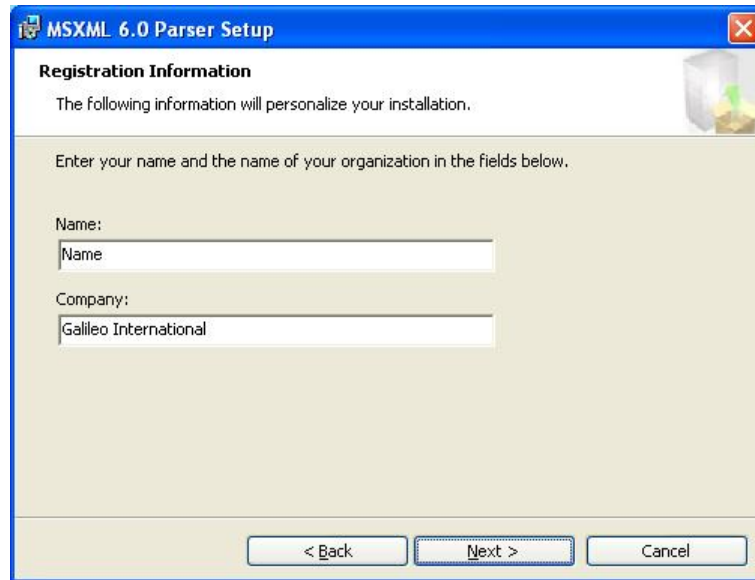 MSXML 6.0 Parser Setup
Registration Information
The following information will personalize your installation.
Enter your name and the name of your organization in the fields below.
Name:
Name
Company:
Galileo International
< Back
Next >
Cancel